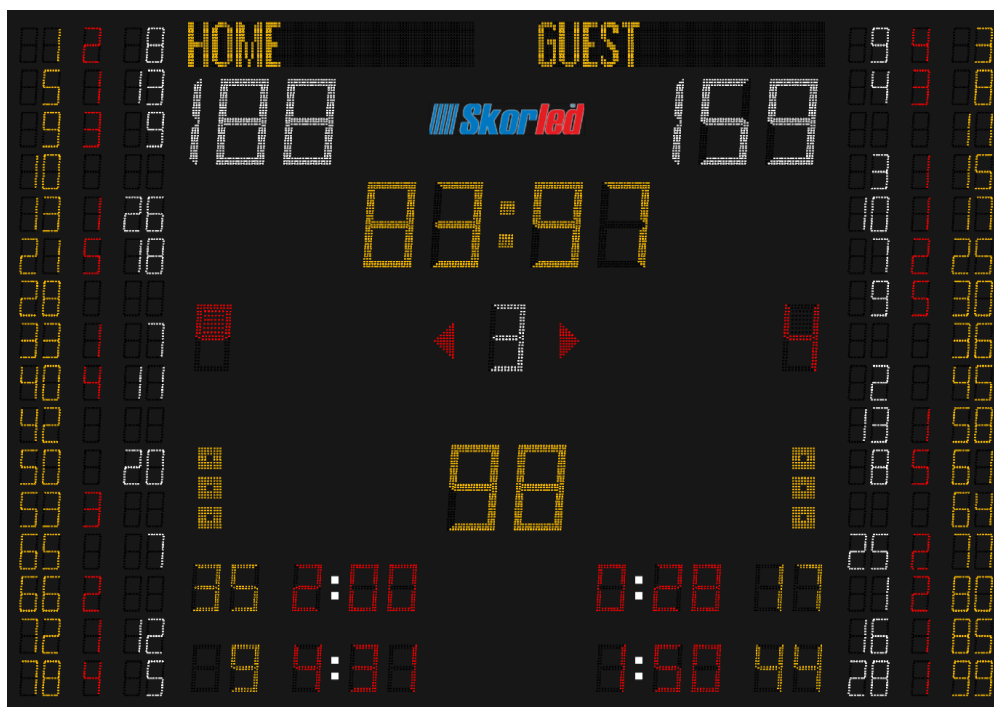 1 2 8 HOME GUEST 9 4 3
5 1 13 188 159 4 3 8
9 3 9 Skorled 11
10 3 1 15
13 1 26 83:97 10 1 17
21 5 18 7 2 25
28 9 5 30
33 1 7 3 4 36
40 4 11 2 45
42 13 1 58
50 20 98 8 5 61
53 3 64
65 7 25 2 77
66 2 35 2:00 0:28 17 1 2 80
72 1 12 16 1 85
78 4 5 9 4:31 1:58 44 28 1 99